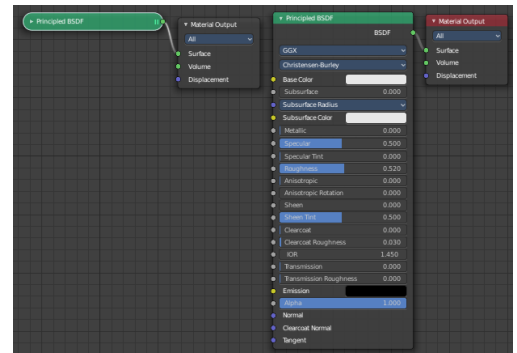 Principled BSDF
Material Output
All
Surface
Volume
Displacement
Principled BSDF
BSDF
GGX
Christensen-Burley
Base Color
Subsurface 0.000
Subsurface Radius
Subsurface Color
Metallic 0.000
Specular 0.500
Specular Tint 0.000
Roughness 0.520
Anisotropic 0.000
Anisotropic Rotation 0.000
Sheen 0.000
Sheen Tint 0.500
Clearcoat 0.000
Clearcoat Roughness 0.030
IOR 1.450
Transmission 0.000
Transmission Roughness 0.000
Emission
Alpha 1.000
Normal
Clearcoat Normal
Tangent
Material Output
All
Surface
Volume
Displacement